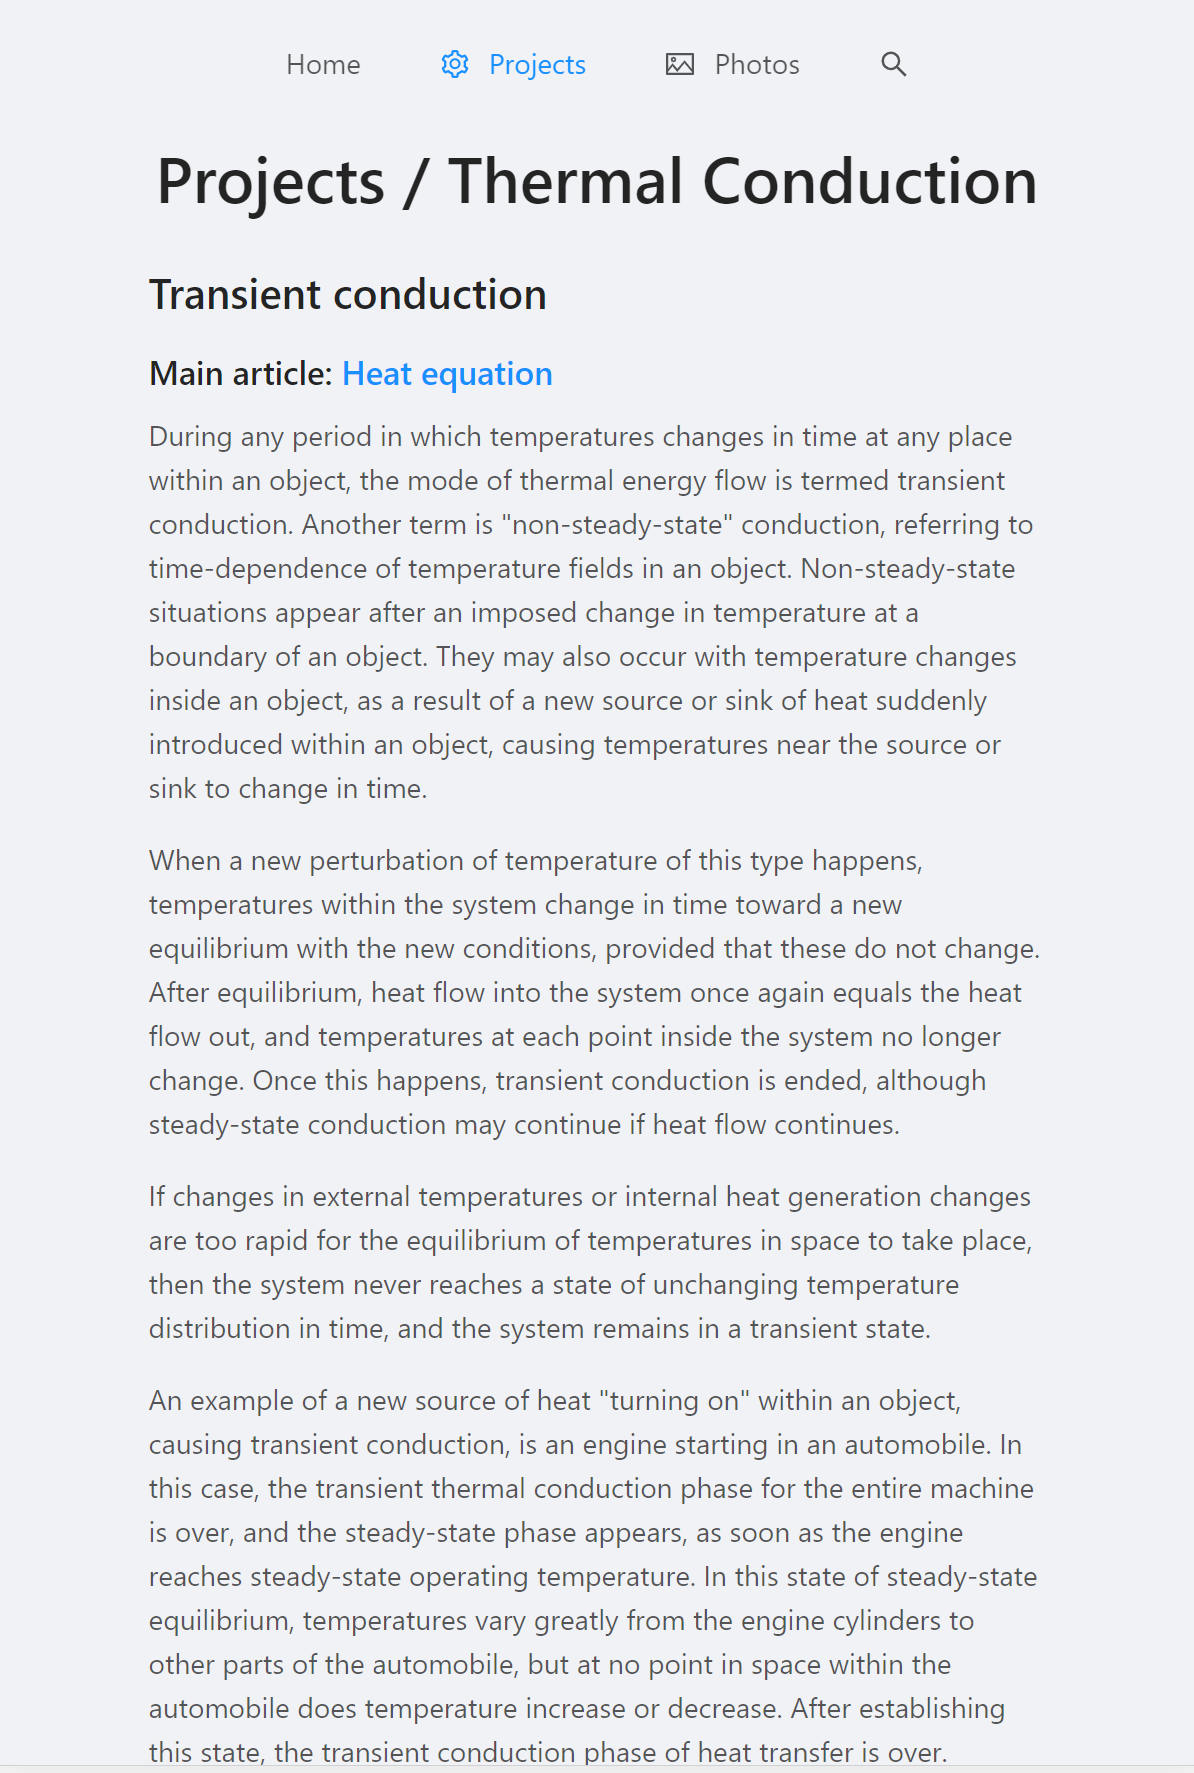 Home Projects Photos
Projects / Thermal Conduction
Transient conduction
Main article: Heat equation
During any period in which temperatures changes in time at any place
within an object, the mode of thermal energy flow is termed transient
conduction. Another term is "non-steady-state" conduction, referring to
time-dependence of temperature fields in an object. Non-steady-state
situations appear after an imposed change in temperature at a
boundary of an object. They may also occur with temperature changes
inside an object, as a result of a new source or sink of heat suddenly
introduced within an object, causing temperatures near the source or
sink to change in time.
When a new perturbation of temperature of this type happens,
temperatures within the system change in time toward a new
equilibrium with the new conditions, provided that these do not change.
After equilibrium, heat flow into the system once again equals the heat
flow out, and temperatures at each point inside the system no longer
change. Once this happens, transient conduction is ended, although
steady-state conduction may continue if heat flow continues.
If changes in external temperatures or internal heat generation changes
are too rapid for the equilibrium of temperatures in space to take place,
then the system never reaches a state of unchanging temperature
distribution in time, and the system remains in a transient state.
An example of a new source of heat "turning on" within an object,
causing transient conduction, is an engine starting in an automobile. In
this case, the transient thermal conduction phase for the entire machine
is over, and the steady-state phase appears, as soon as the engine
reaches steady-state operating temperature. In this state of steady-state
equilibrium, temperatures vary greatly from the engine cylinders to
other parts of the automobile, but at no point in space within the
automobile does temperature increase or decrease. After establishing
this state, the transient conduction phase of heat transfer is over.